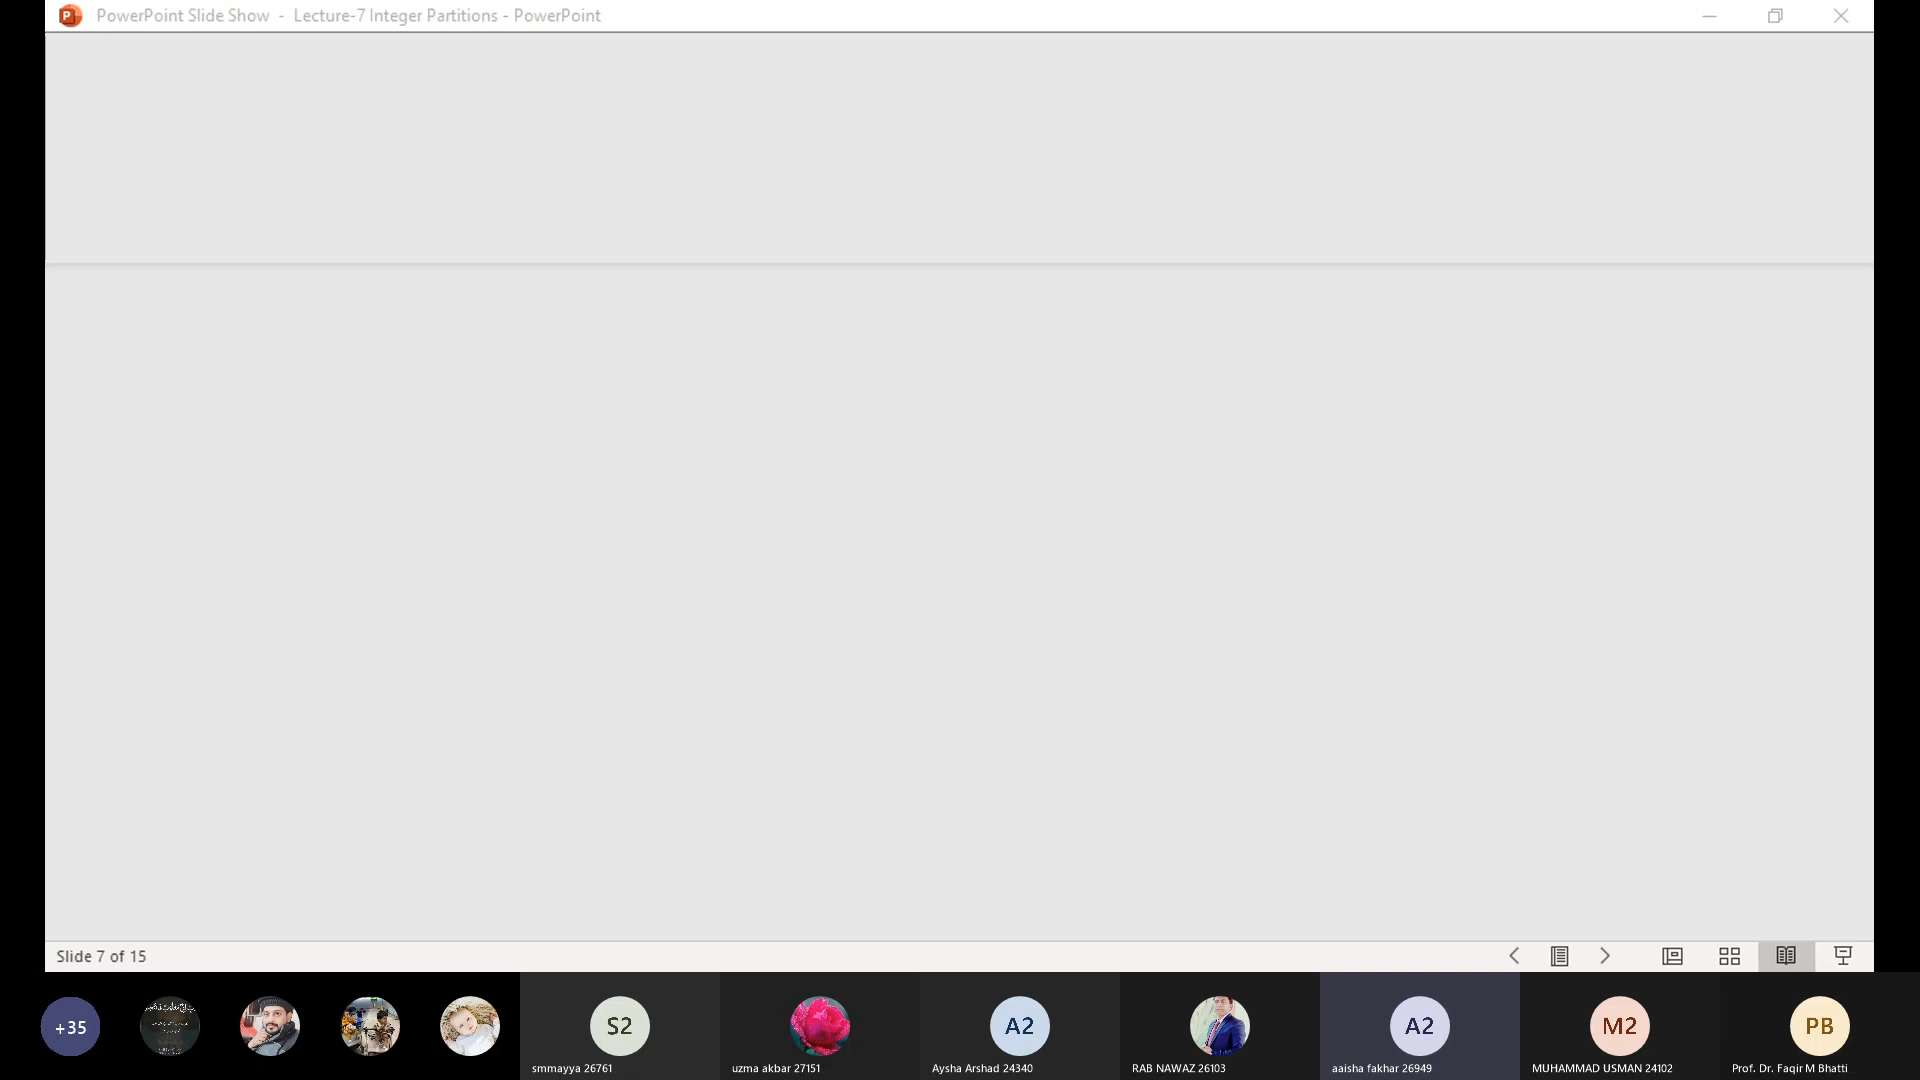 PowerPoint Slide Show - Lecture-7 Integer Partitions - PowerPoint
Slide 7 of 15
+35
S2
A2
A2
M2
PB
smmayya 26761
uzma akbar 27151
Aysha Arshad 24340
RAB NAWAZ 26103
aaisha fakhar 26949
MUHAMMAD USMAN 24102
Prof. Dr. Faqir M Bhatti